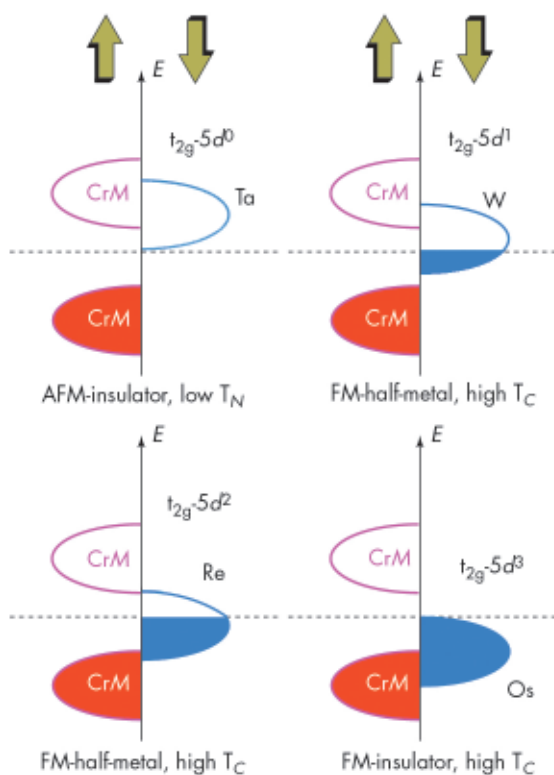 E
t2g-5d0
CrM
Ta
CrM
AFM-insulator, low TN
E
t2g-5d1
CrM
W
CrM
FM-half-metal, high TC
E
t2g-5d2
CrM
Re
CrM
FM-half-metal, high TC
E
t2g-5d3
CrM
CrM
Os
FM-insulator, high TC